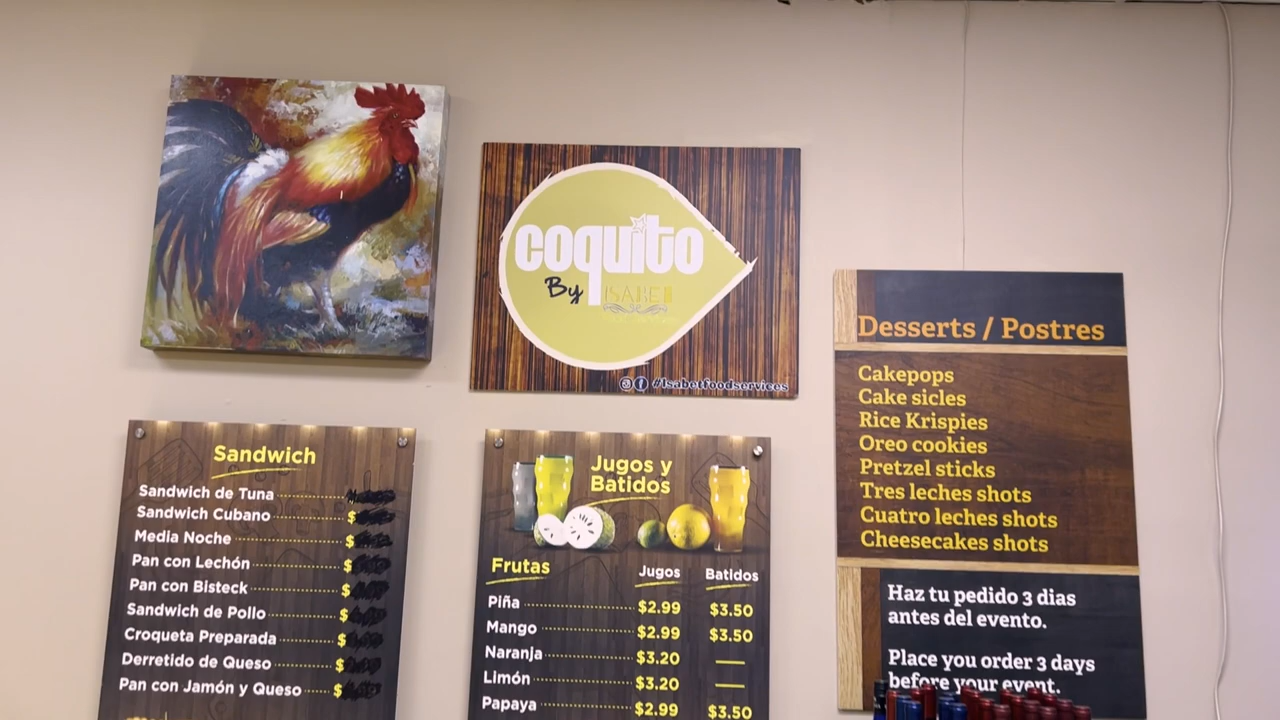 coquito
By ISABEL
#Isabelfoodservices
Sandwich
Sandwich de Tuna
Sandwich Cubano $
Media Noche $
Pan con Lechón $
Pan con Bisteck $
Sandwich de Pollo $
Croqueta Preparada $
Derretido de Queso $
Pan con Jamón y Queso $
Jugos y
Batidos
Frutas Jugos Batidos
Piña $2.99 $3.50
Mango $2.99 $3.50
Naranja $3.20
Limón $3.20
Papaya $2.99 $3.50
Desserts / Postres
Cakepops
Cake sicles
Rice Krispies
Oreo cookies
Pretzel sticks
Tres leches shots
Cuatro leches shots
Cheesecakes shots
Haz tu pedido 3 dias
antes del evento.
Place you order 3 days
before your event.